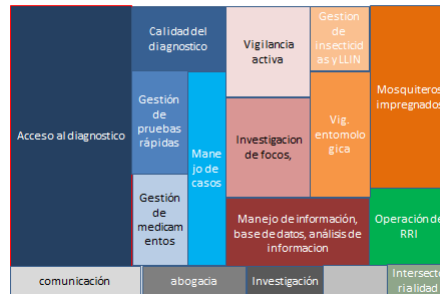 Acceso al diagnostico
Calidad del
diagnostico
Gestión
de
pruebas
rápidas
Mane
jo de
casos
Gestión
de
medicam
entos
Vigilancia
activa
Gestion
de
insecticid
as y LLIN
Investigacion
de focos,
Vig.
entomolo
gica
Manejo de información,
base de datos, análisis de
informacion
Mosquiteros
impregnados
Operación de
RRI
comunicación
abogacia
Investigación
Intersecto
rialidad